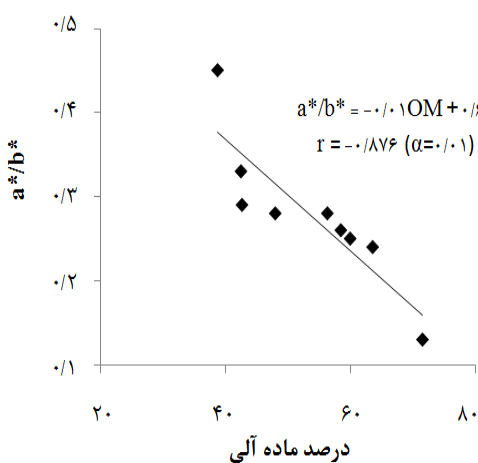 ۰/۵
a*/b* = -۰/۰۱OM + ۰/۶
r = -۰/۸۷۶ (α=۰/۰۱)
۰/۴
۰/۳
۰/۲
۰/۱
a*/b*
۲۰ ۴۰ ۶۰ ۸۰
درصد ماده آلی